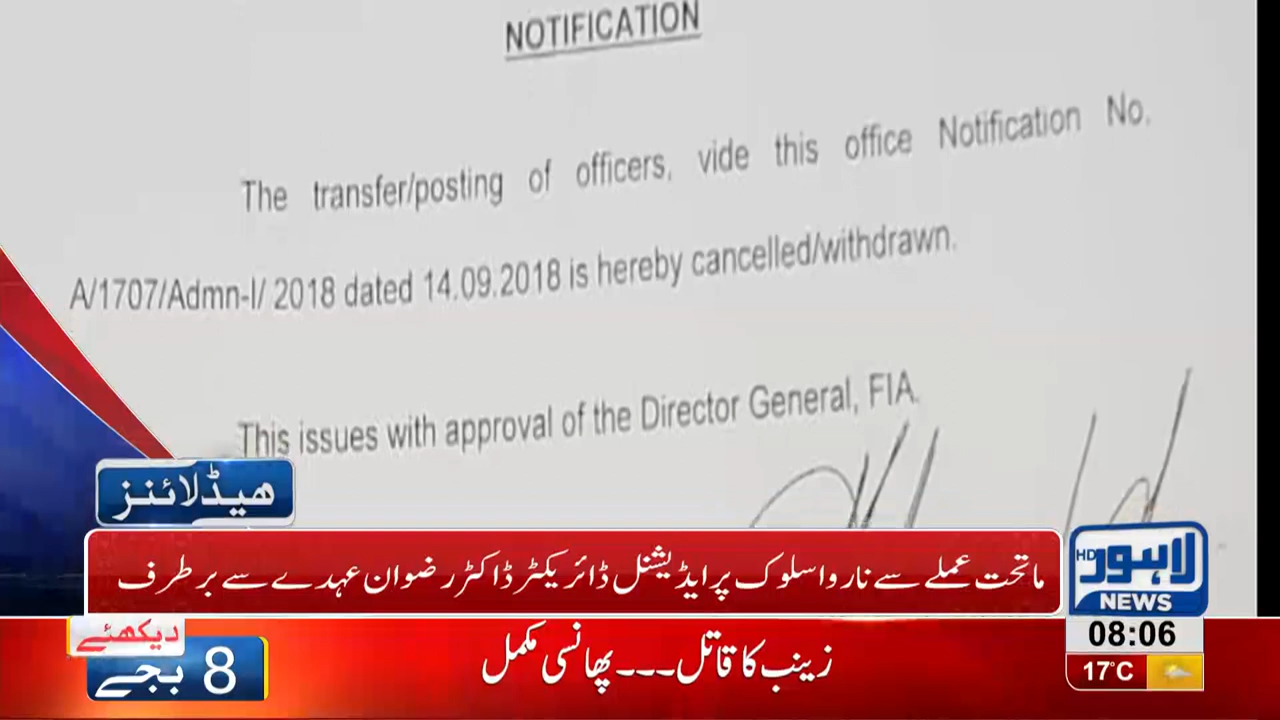 NOTIFICATION
The transfer/posting of officers, vide this office Notification No.
A/1707/Admn-I/ 2018 dated 14.09.2018 is hereby cancelled/withdrawn.
This issues with approval of the Director General, FIA.
ھیڈلائنز
ماتحت عملے سے ناروا سلوک پر ایڈیشنل ڈائریکٹر ڈاکٹر رضوان عہدے سے برطرف
HD لاہور
NEWS
دیکھئے
8 بجے
زینب کا قاتل۔۔۔پھانسی مکمل
08:06
17°C